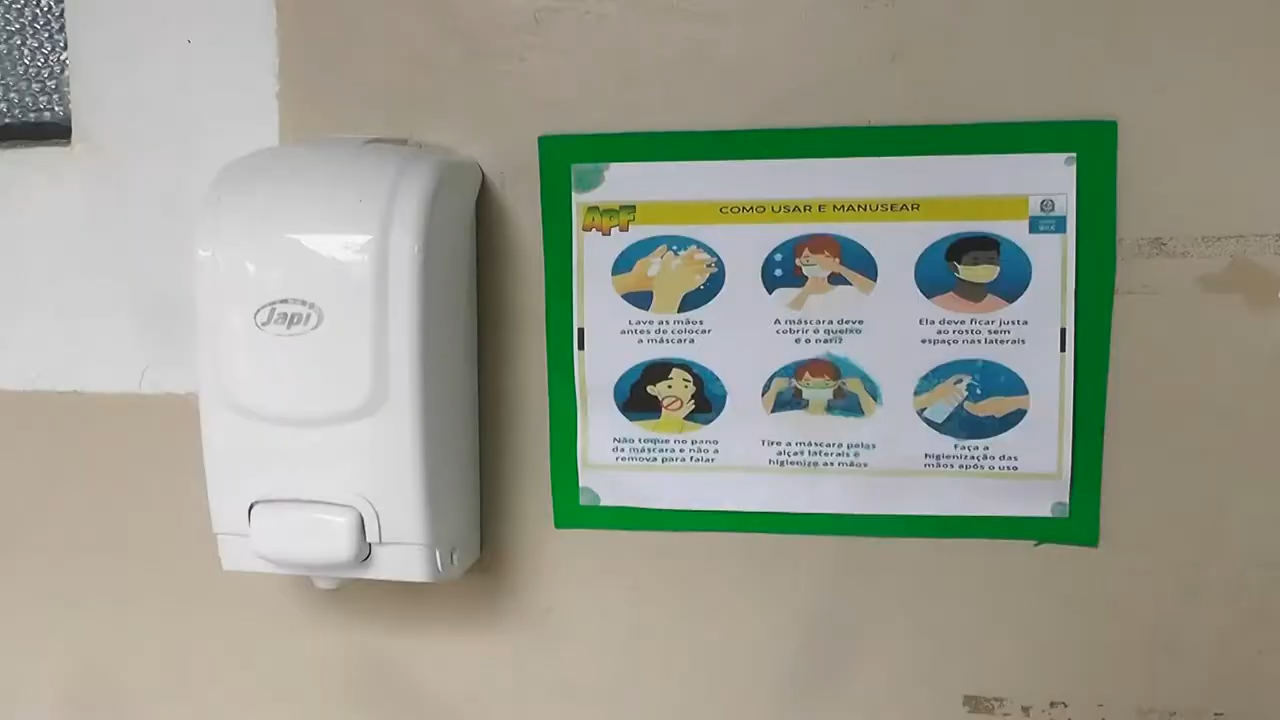 Japi
APF
COMO USAR E MANUSEAR
Lave as mãos
antes de colocar
a máscara
A máscara deve
cobrir o queixo
e o nariz
Ela deve ficar justa
ao rosto, sem
espaço nas laterais
Não toque no pano
da máscara e não a
remova para falar
Tire a máscara pelas
alças laterais e
higienize as mãos
Faça a
higienização das
mãos após o uso